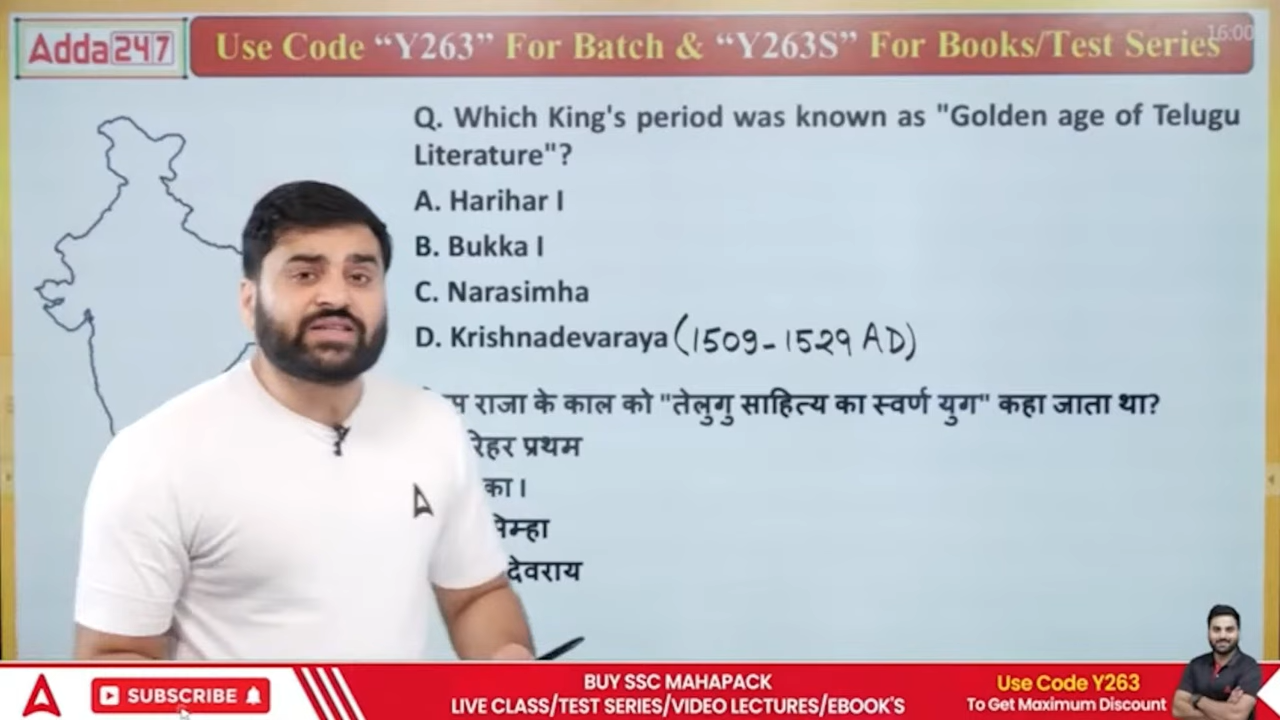 Adda247
Use Code “Y263” For Batch & “Y263S” For Books/Test Series
16:00
Q. Which King's period was known as "Golden age of Telugu
Literature"?
A. Harihar I
B. Bukka I
C. Narasimha
D. Krishnadevaraya (1509-1529 AD)
राजा के काल को "तेलुगु साहित्य का स्वर्ण युग" कहा जाता था?
प्रथम
I
देवराय
SUBSCRIBE
BUY SSC MAHAPACK
LIVE CLASS/TEST SERIES/VIDEO LECTURES/EBOOK'S
Use Code Y263
To Get Maximum Discount